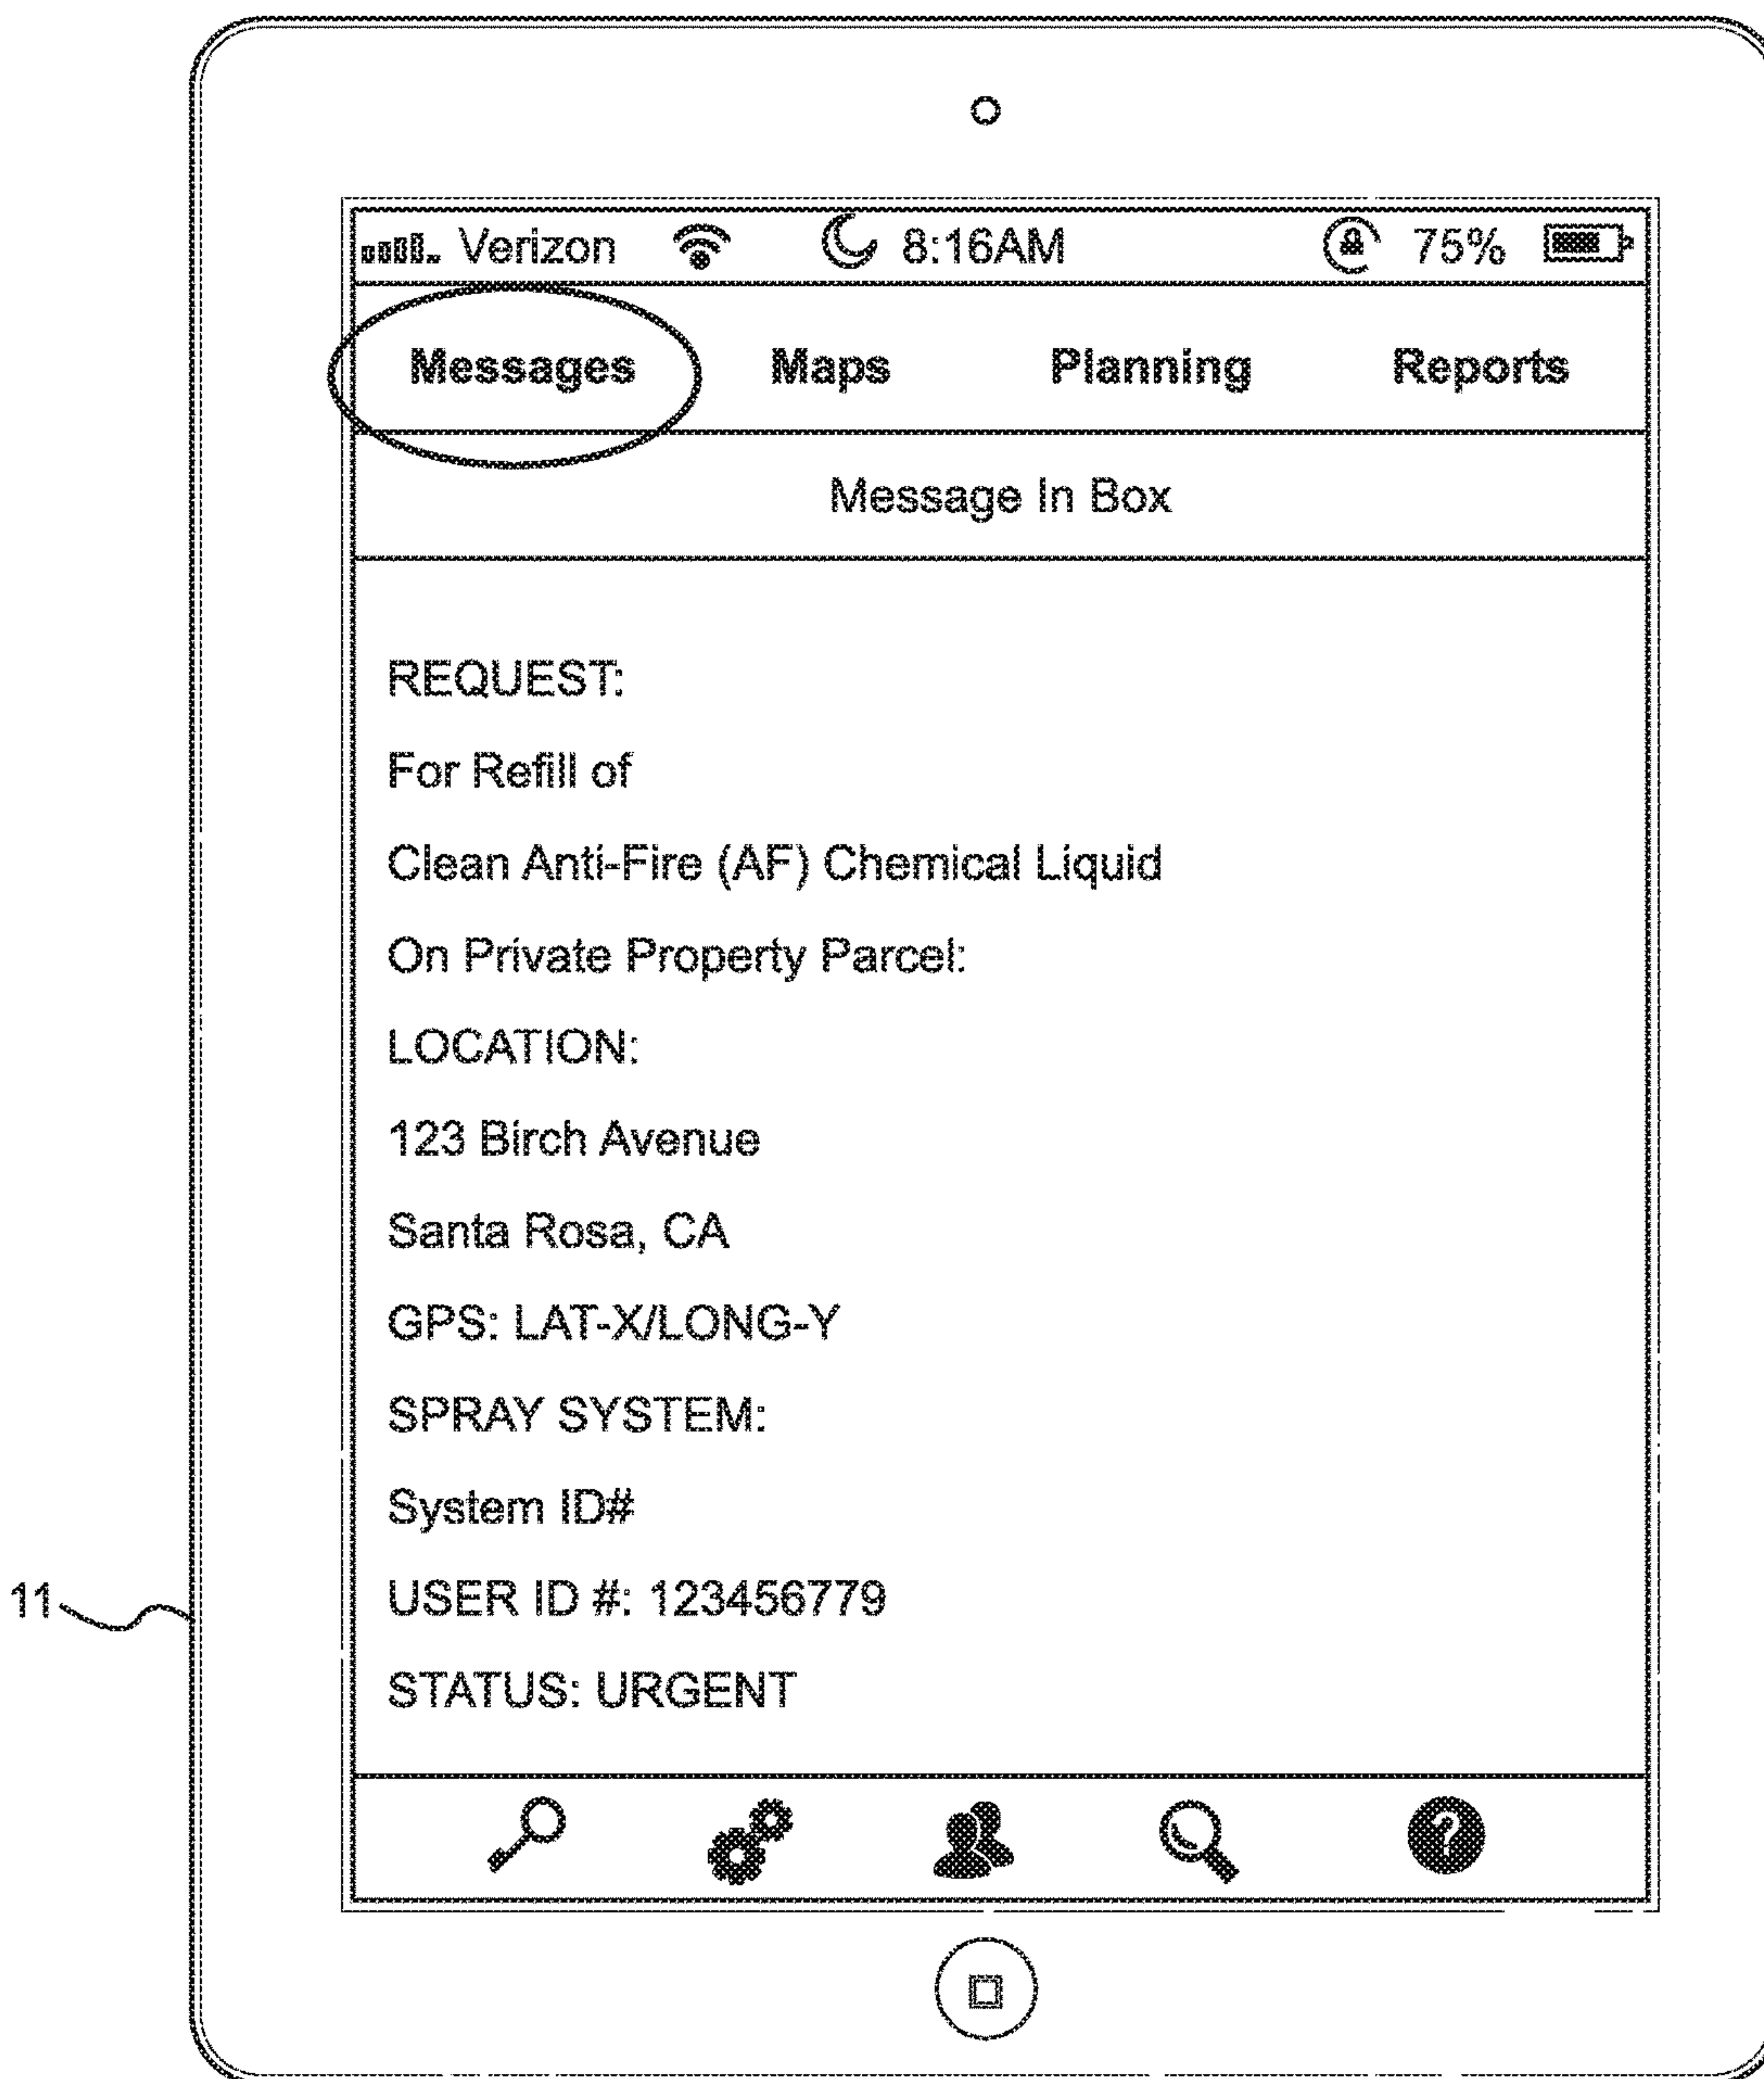 Verizon 8:16AM 75%
Messages Maps Planning Reports
Message In Box
REQUEST:
For Refill of
Clean Anti-Fire (AF) Chemical Liquid
On Private Property Parcel:
LOCATION:
123 Birch Avenue
Santa Rosa, CA
GPS: LAT-X/LONG-Y
SPRAY SYSTEM:
System ID#
11
USER ID #: 123456779
STATUS: URGENT
?